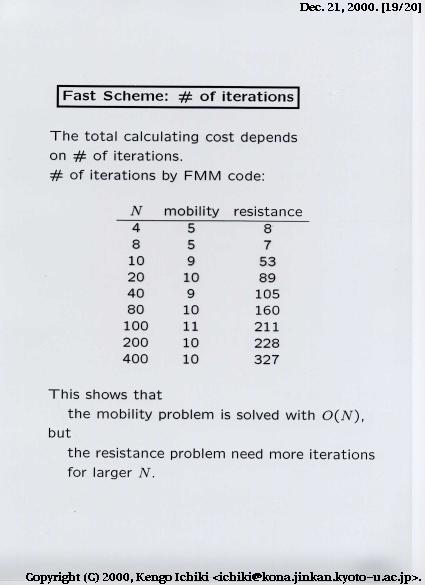 Dec. 21, 2000. [19/20]
Fast Scheme: # of iterations
The total calculating cost depends
on # of iterations.
# of iterations by FMM code:
N mobility resistance
4 5 8
8 5 7
10 9 53
20 10 89
40 9 105
80 10 160
100 11 211
200 10 228
400 10 327
This shows that
the mobility problem is solved with O(N),
but
the resistance problem need more iterations
for larger N.
Copyright (C) 2000, Kengo Ichiki <ichiki@kona.jinkan.kyoto-u.ac.jp>.